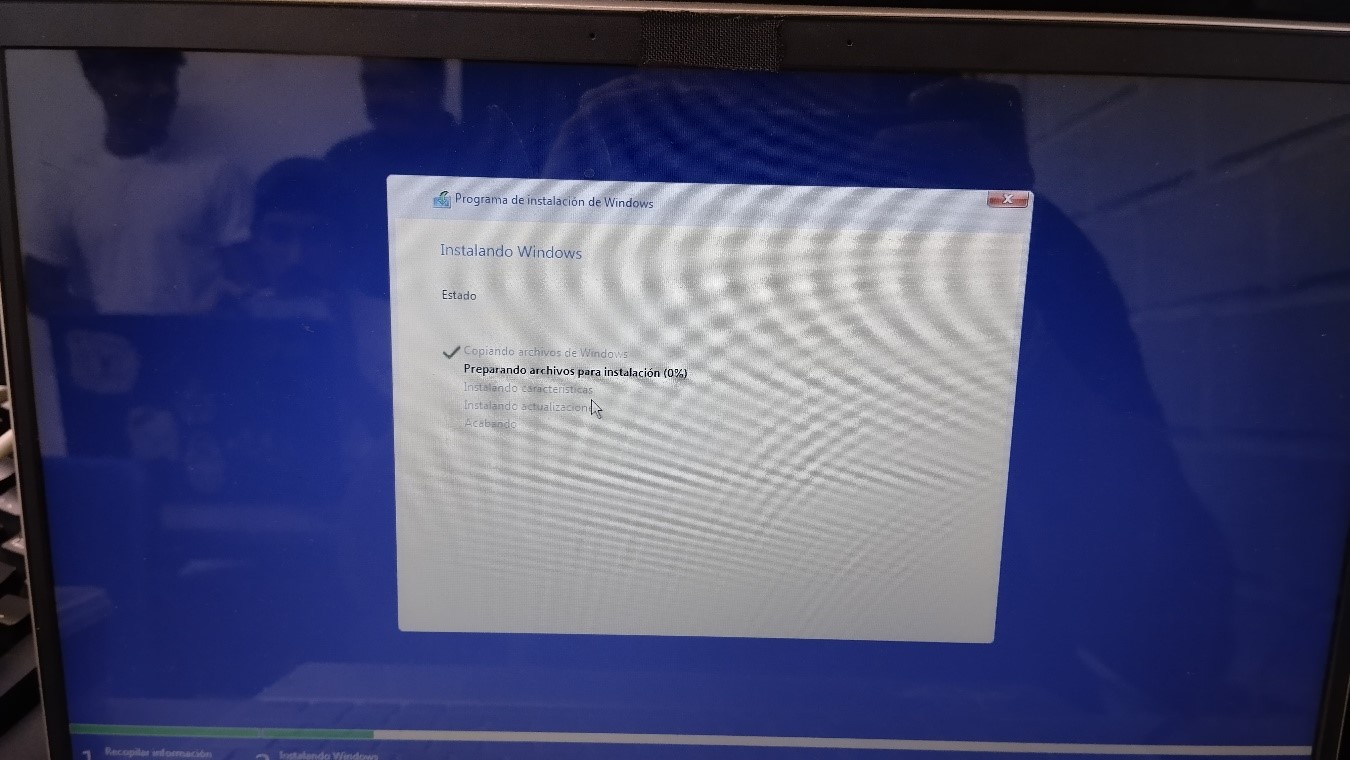 Programa de instalación de Windows
Instalando Windows
Estado
Copiando archivos de Windows
Preparando archivos para instalación (0%)
Instalando características
Instalando
Acabando
1 Recopilar información
2 Instalando Windows